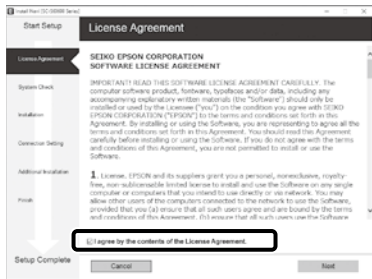 Install Navi [SC-S0000 Series]
Start Setup
License Agreement
License Agreement
System Check
Installation
Connection Setting
Additional Installation
Finish
Setup Complete
SEIKO EPSON CORPORATION
SOFTWARE LICENSE AGREEMENT
IMPORTANT! READ THIS SOFTWARE LICENSE AGREEMENT CAREFULLY. The
computer software product, fontware, typefaces and/or data, including any
accompanying explanatory written materials (the "Software") should only be
installed or used by the Licensee ("you") on the condition you agree with SEIKO
EPSON CORPORATION ("EPSON") to the terms and conditions set forth in this
Agreement. By installing or using the Software, you are representing to agree all the
terms and conditions set forth in this Agreement. You should read this Agreement
carefully before installing or using the Software. If you do not agree with the terms
and conditions of this Agreement, you are not permitted to install or use the
Software.
1. License. EPSON and its suppliers grant you a personal, nonexclusive, royalty-
free, non-sublicensable limited license to install and use the Software on any single
computer or computers that you intend to use directly or via network. You may
allow other users of the computers connected to the network to use the Software,
provided that you (a) ensure that all such users agree and are bound by the terms
and conditions of this Agreement, (b) ensure that all such users use the Software
I agree by the contents of the License Agreement.
Cancel
Next